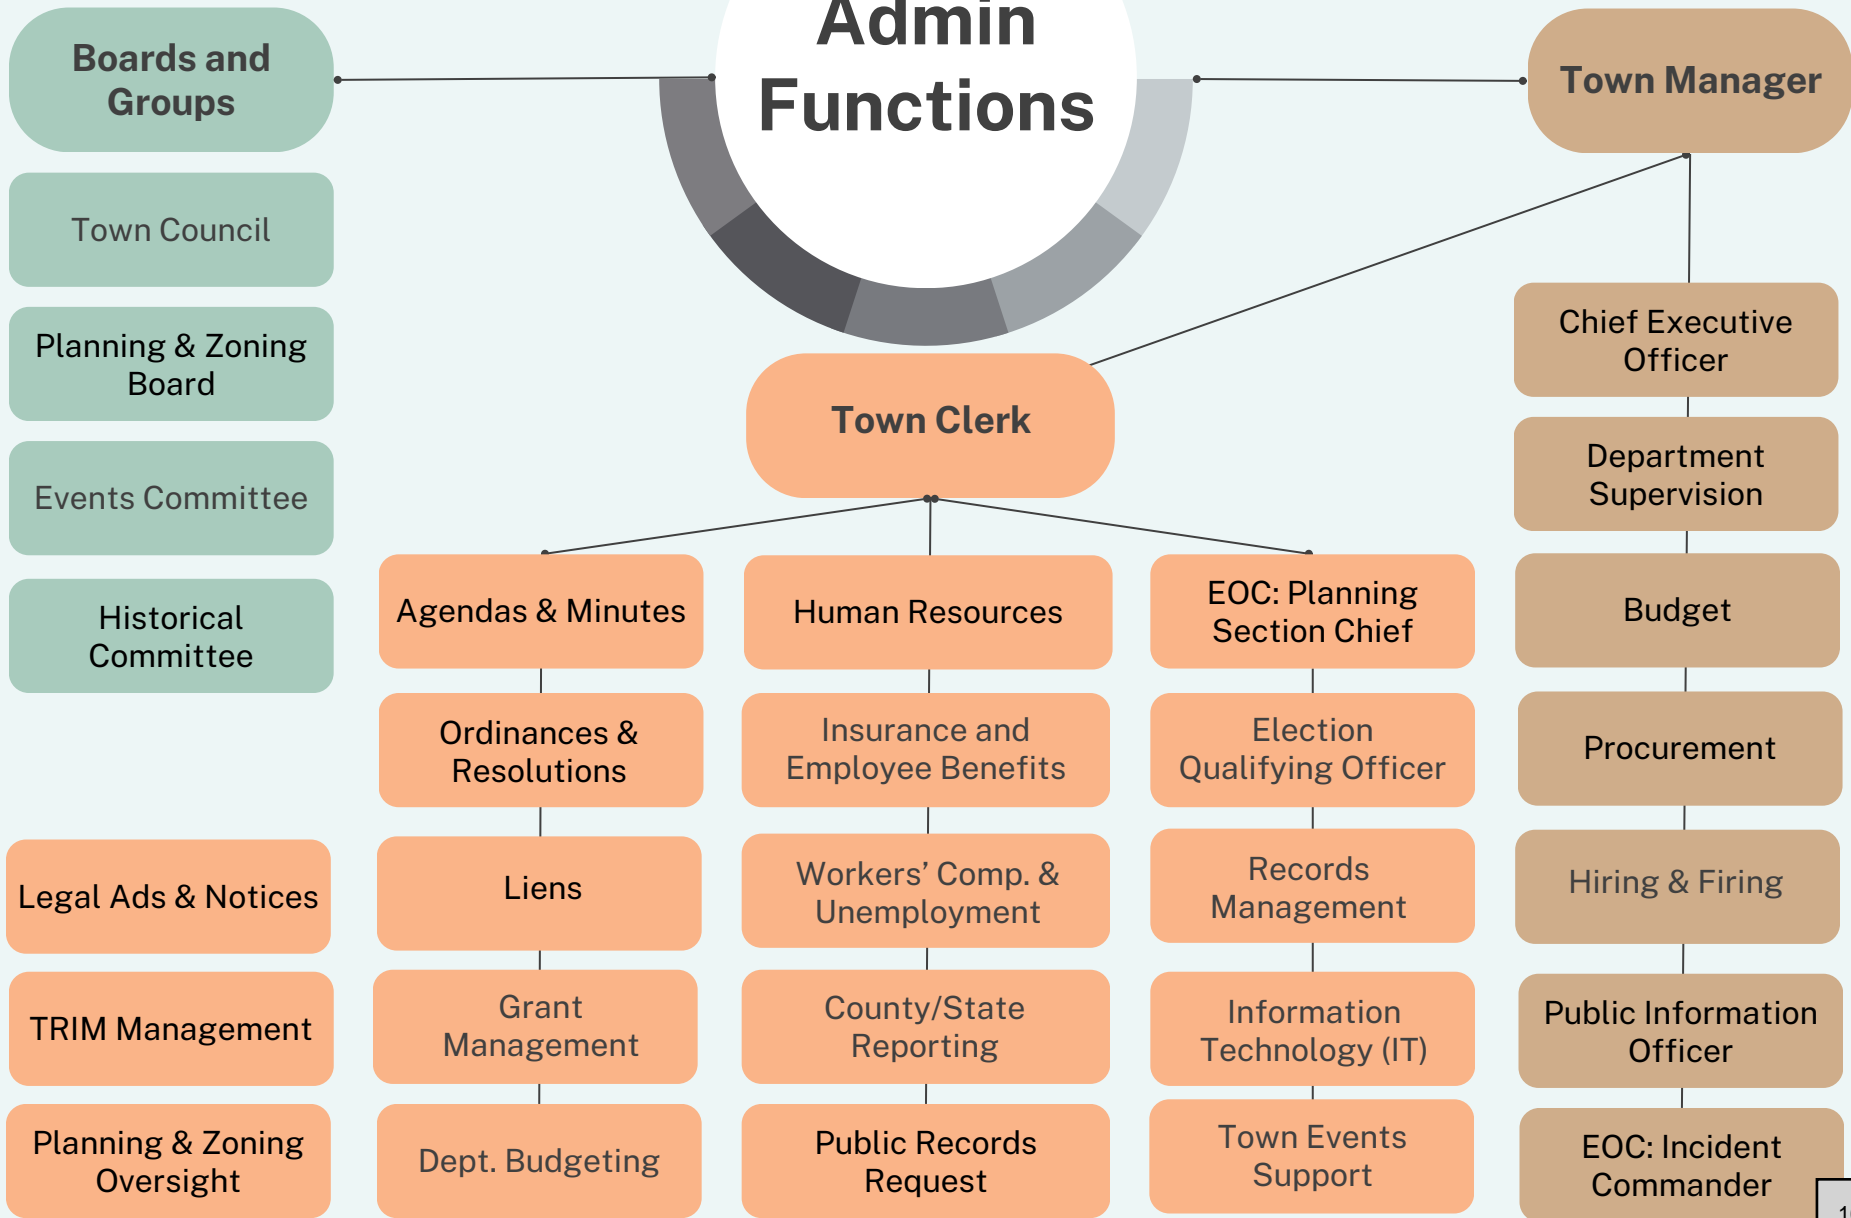 Admin
Functions
Boards and
Groups
Town Council
Planning & Zoning
Board
Events Committee
Historical
Committee
Town Manager
Chief Executive
Officer
Department
Supervision
Budget
Procurement
Hiring & Firing
Public Information
Officer
EOC: Incident
Commander
Town Clerk
Agendas & Minutes
Ordinances &
Resolutions
Liens
Grant
Management
Dept. Budgeting
Human Resources
Insurance and
Employee Benefits
Workers’ Comp. &
Unemployment
County/State
Reporting
Public Records
Request
EOC: Planning
Section Chief
Election
Qualifying Officer
Records
Management
Information
Technology (IT)
Town Events
Support
Legal Ads & Notices
TRIM Management
Planning & Zoning
Oversight